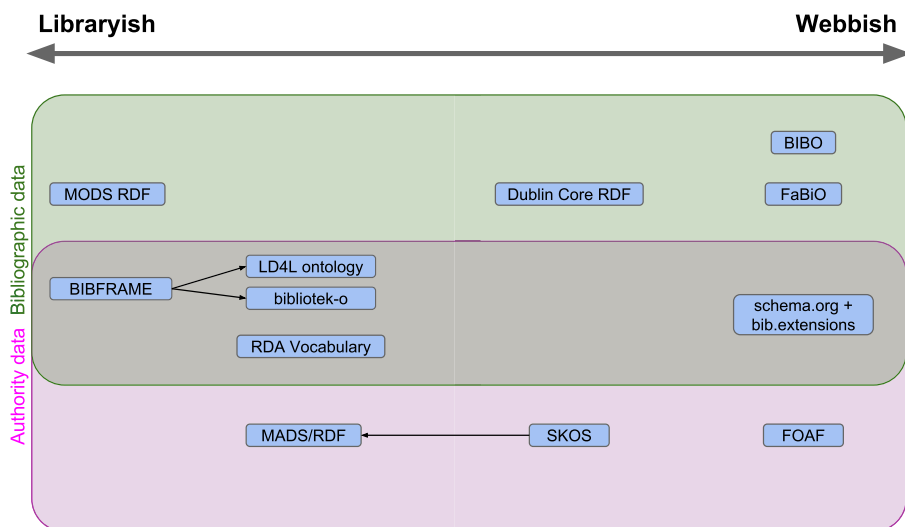 Libraryish
Webbish
Bibliographic data
Authority data
BIBO
MODS RDF
Dublin Core RDF
FaBiO
LD4L ontology
BIBFRAME
bibliotek-o
schema.org +
bib.extensions
RDA Vocabulary
MADS/RDF
SKOS
FOAF